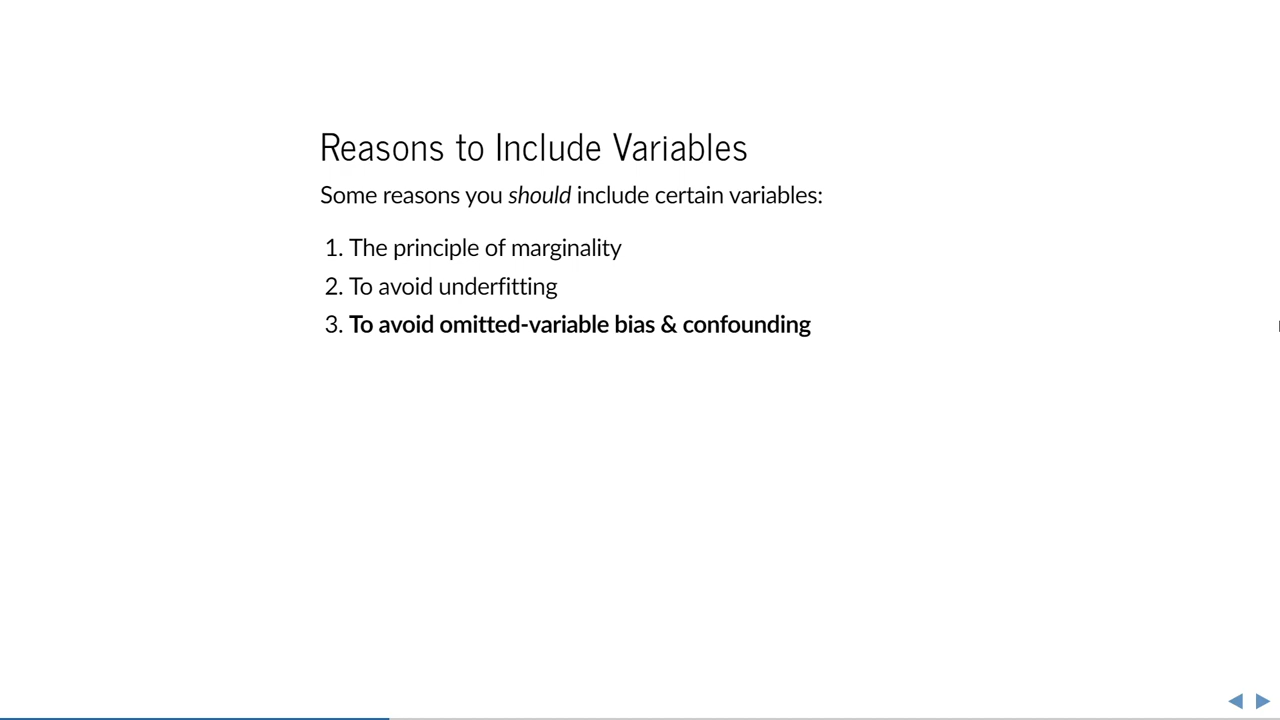 Reasons to Include Variables
Some reasons you should include certain variables:
1. The principle of marginality
2. To avoid underfitting
3. To avoid omitted-variable bias & confounding